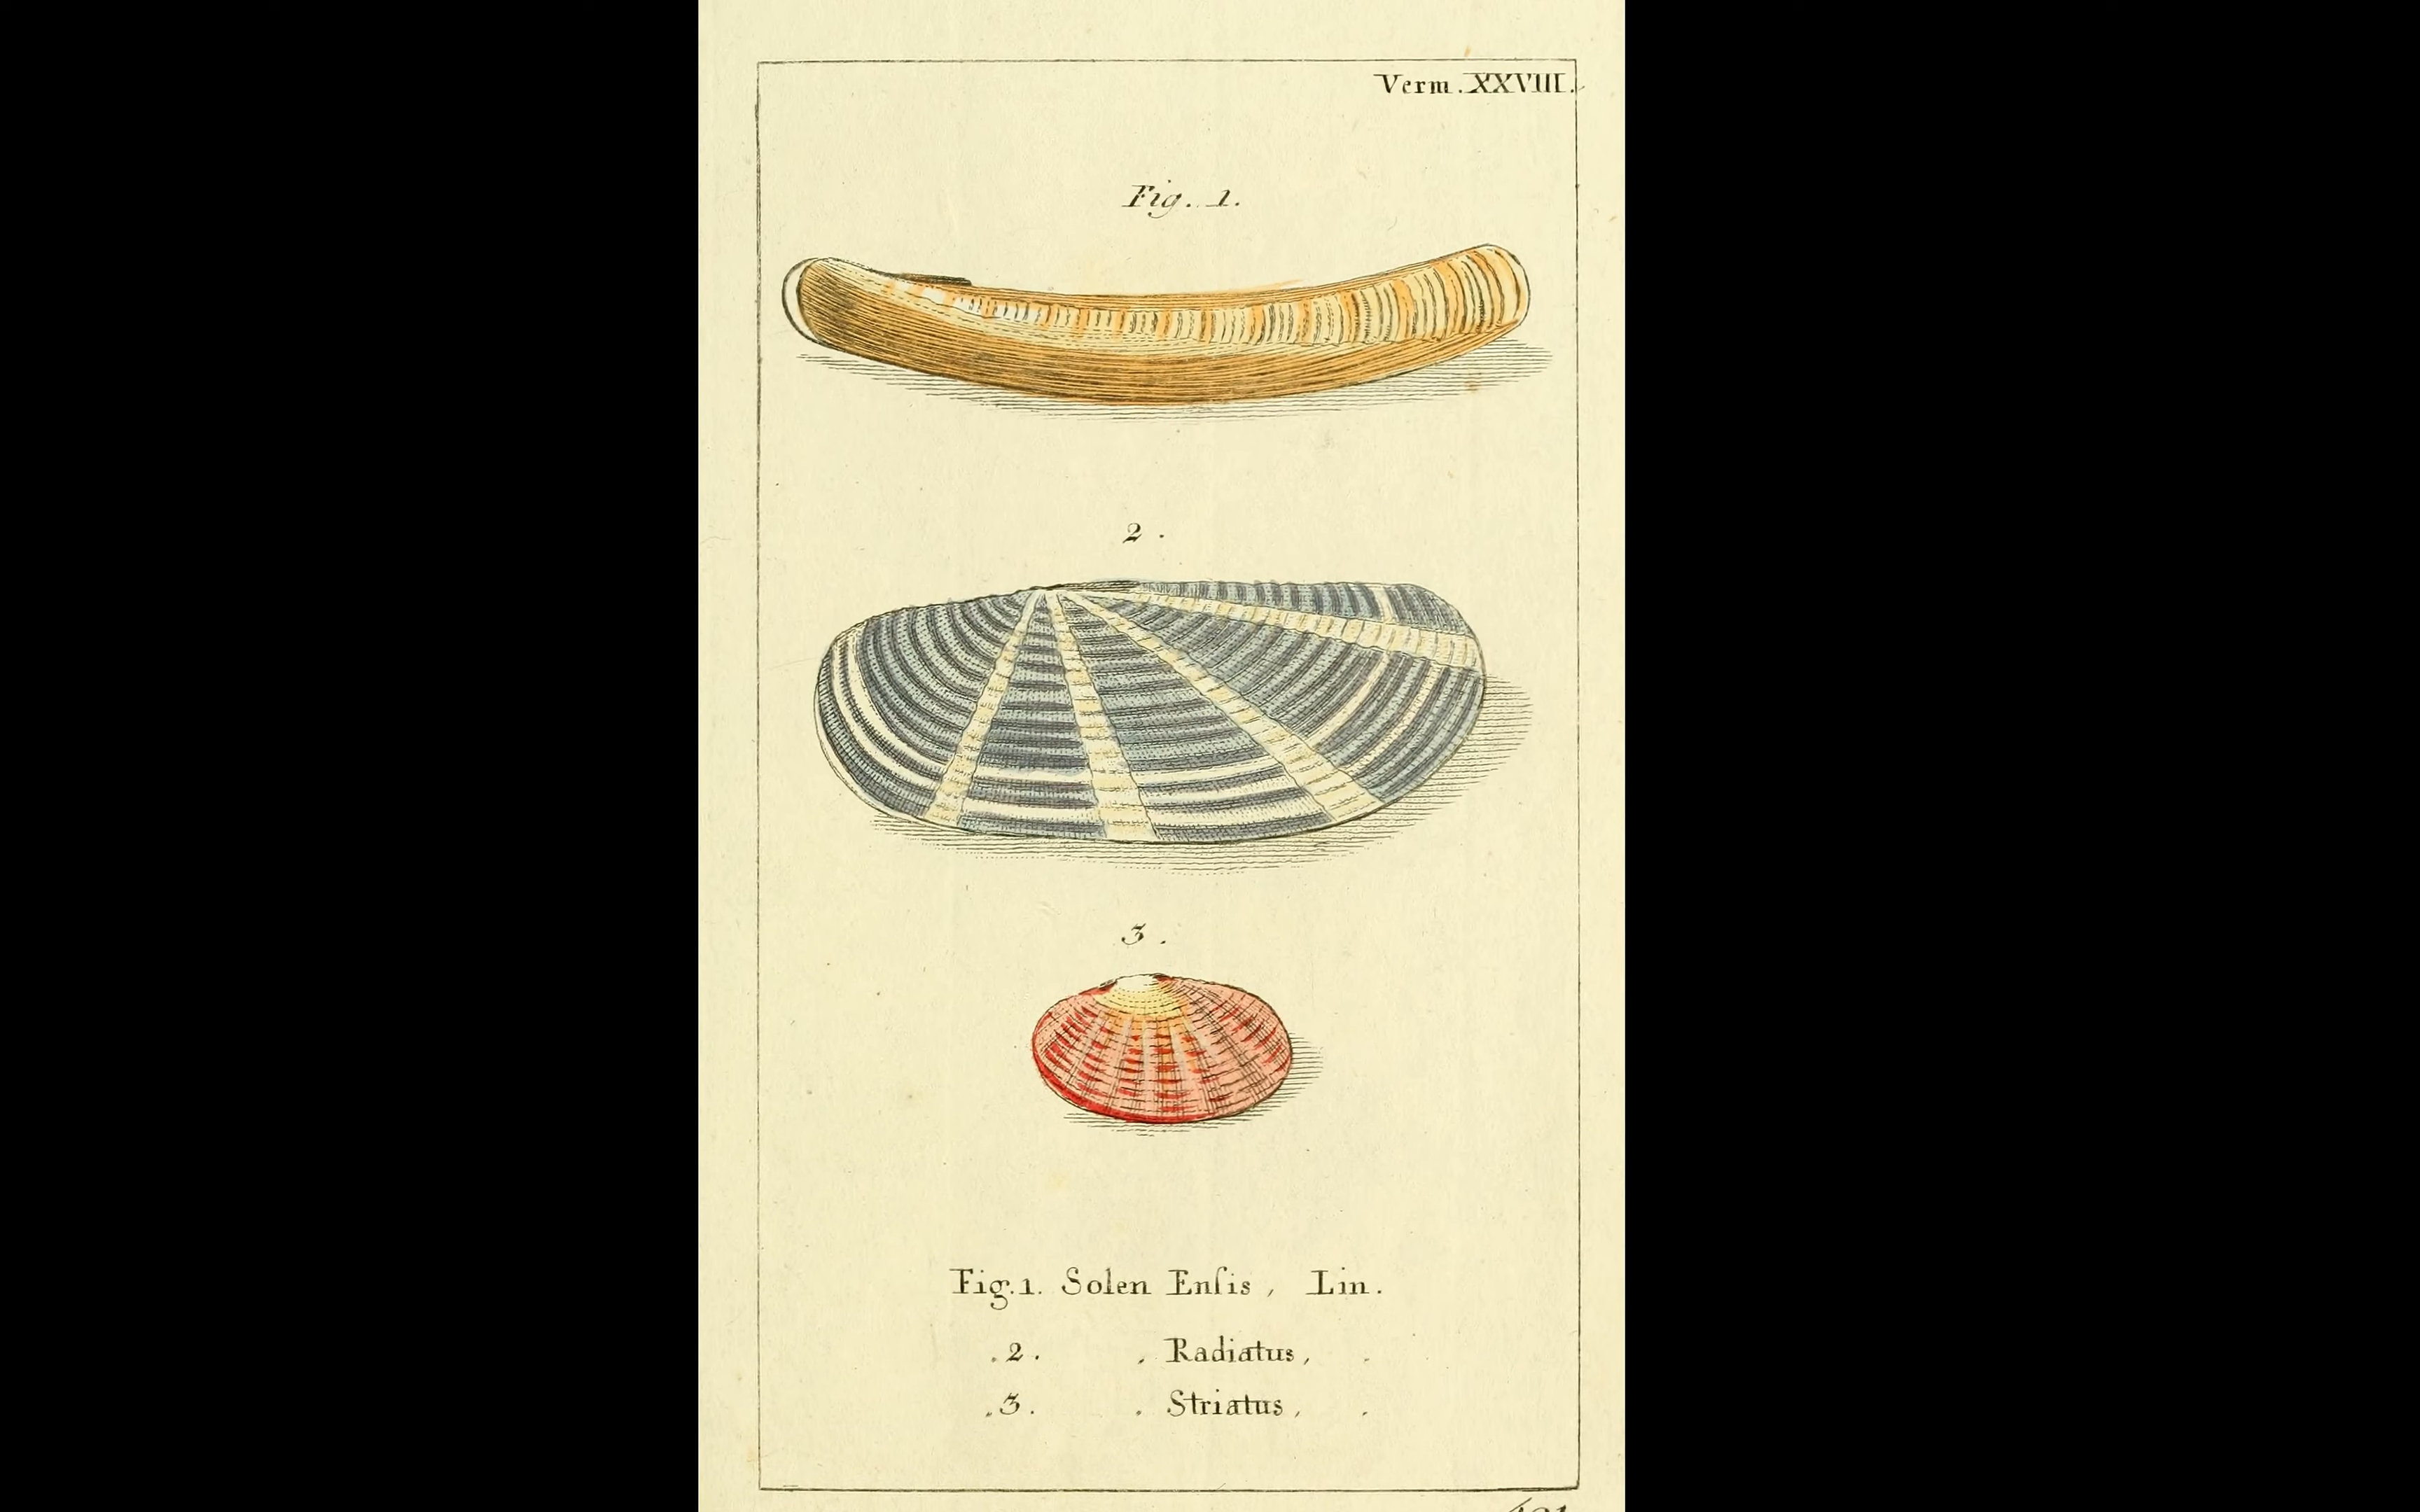 Verm. XXVIII.
Fig. 1.
2.
3.
Fig. 1. Solen Enſis, Lin.
.2. . Radiatus, .
.3. . Striatus, .